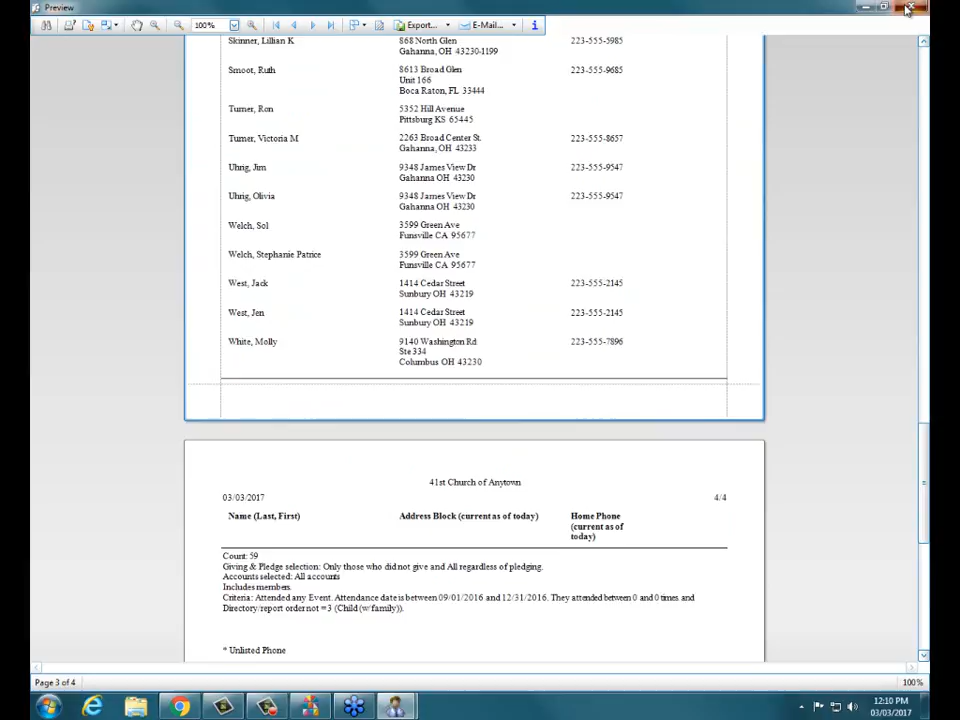 Preview
100% Export... E-Mail...
Skinner, Lillian K 868 North Glen 223-555-5985
Gahanna, OH 43230-1199
Smoot, Ruth 8613 Broad Glen 223-555-9685
Unit 166
Boca Raton, FL 33444
Turner, Ron 5352 Hill Avenue
Pittsburg KS 65445
Turner, Victoria M 2263 Broad Center St. 223-555-8657
Gahanna, OH 43233
Uhrig, Jim 9348 James View Dr 223-555-9547
Gahanna OH 43230
Uhrig, Olivia 9348 James View Dr 223-555-9547
Gahanna OH 43230
Welch, Sol 3599 Green Ave
Funsville CA 95677
Welch, Stephanie Patrice 3599 Green Ave
Funsville CA 95677
West, Jack 1414 Cedar Street 223-555-2145
Sunbury OH 43219
West, Jen 1414 Cedar Street 223-555-2145
Sunbury OH 43219
White, Molly 9140 Washington Rd 223-555-7896
Ste 334
Columbus OH 43230
41st Church of Anytown
03/03/2017 4/4
Name (Last, First) Address Block (current as of today) Home Phone
(current as of
today)
Count: 59
Giving & Pledge selection: Only those who did not give and All regardless of pledging.
Accounts selected: All accounts
Includes members.
Criteria: Attended any Event. Attendance date is between 09/01/2016 and 12/31/2016. They attended between 0 and 0 times and
Directory/report order not = 3 (Child (w/family)).
* Unlisted Phone
Page 3 of 4 100%
12:10 PM
03/03/2017